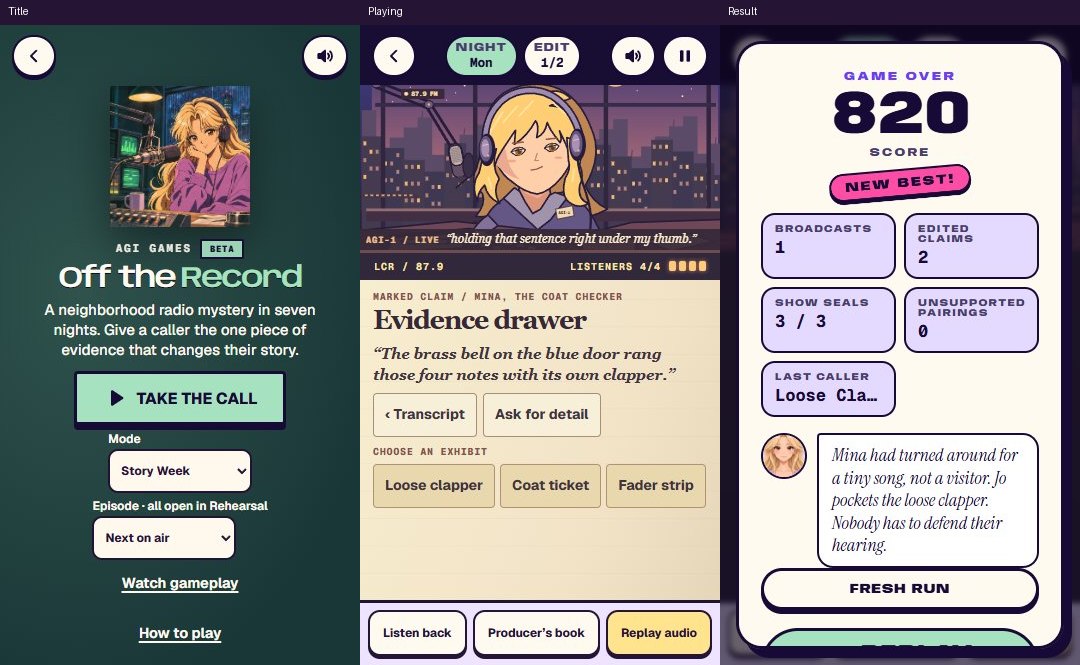 Title
AGI GAMES BETA
Off the Record
A neighborhood radio mystery in seven
nights. Give a caller the one piece of
evidence that changes their story.
TAKE THE CALL
Mode
Story Week
Episode · all open in Rehearsal
Next on air
Watch gameplay
How to play
Playing
NIGHT
Mon
EDIT
1/2
87.9 FM
AGI-1
AGI-1 / LIVE “holding that sentence right under my thumb.”
LCR / 87.9
LISTENERS 4/4
MARKED CLAIM / MINA, THE COAT CHECKER
Evidence drawer
“The brass bell on the blue door rang
those four notes with its own clapper.”
‹ Transcript
Ask for detail
CHOOSE AN EXHIBIT
Loose clapper
Coat ticket
Fader strip
Listen back
Producer’s book
Replay audio
Result
GAME OVER
820
SCORE
NEW BEST!
BROADCASTS
1
EDITED
CLAIMS
2
SHOW SEALS
3 / 3
UNSUPPORTED
PAIRINGS
0
LAST CALLER
Loose Cla…
Mina had turned around for
a tiny song, not a visitor. Jo
pockets the loose clapper.
Nobody has to defend their
hearing.
FRESH RUN